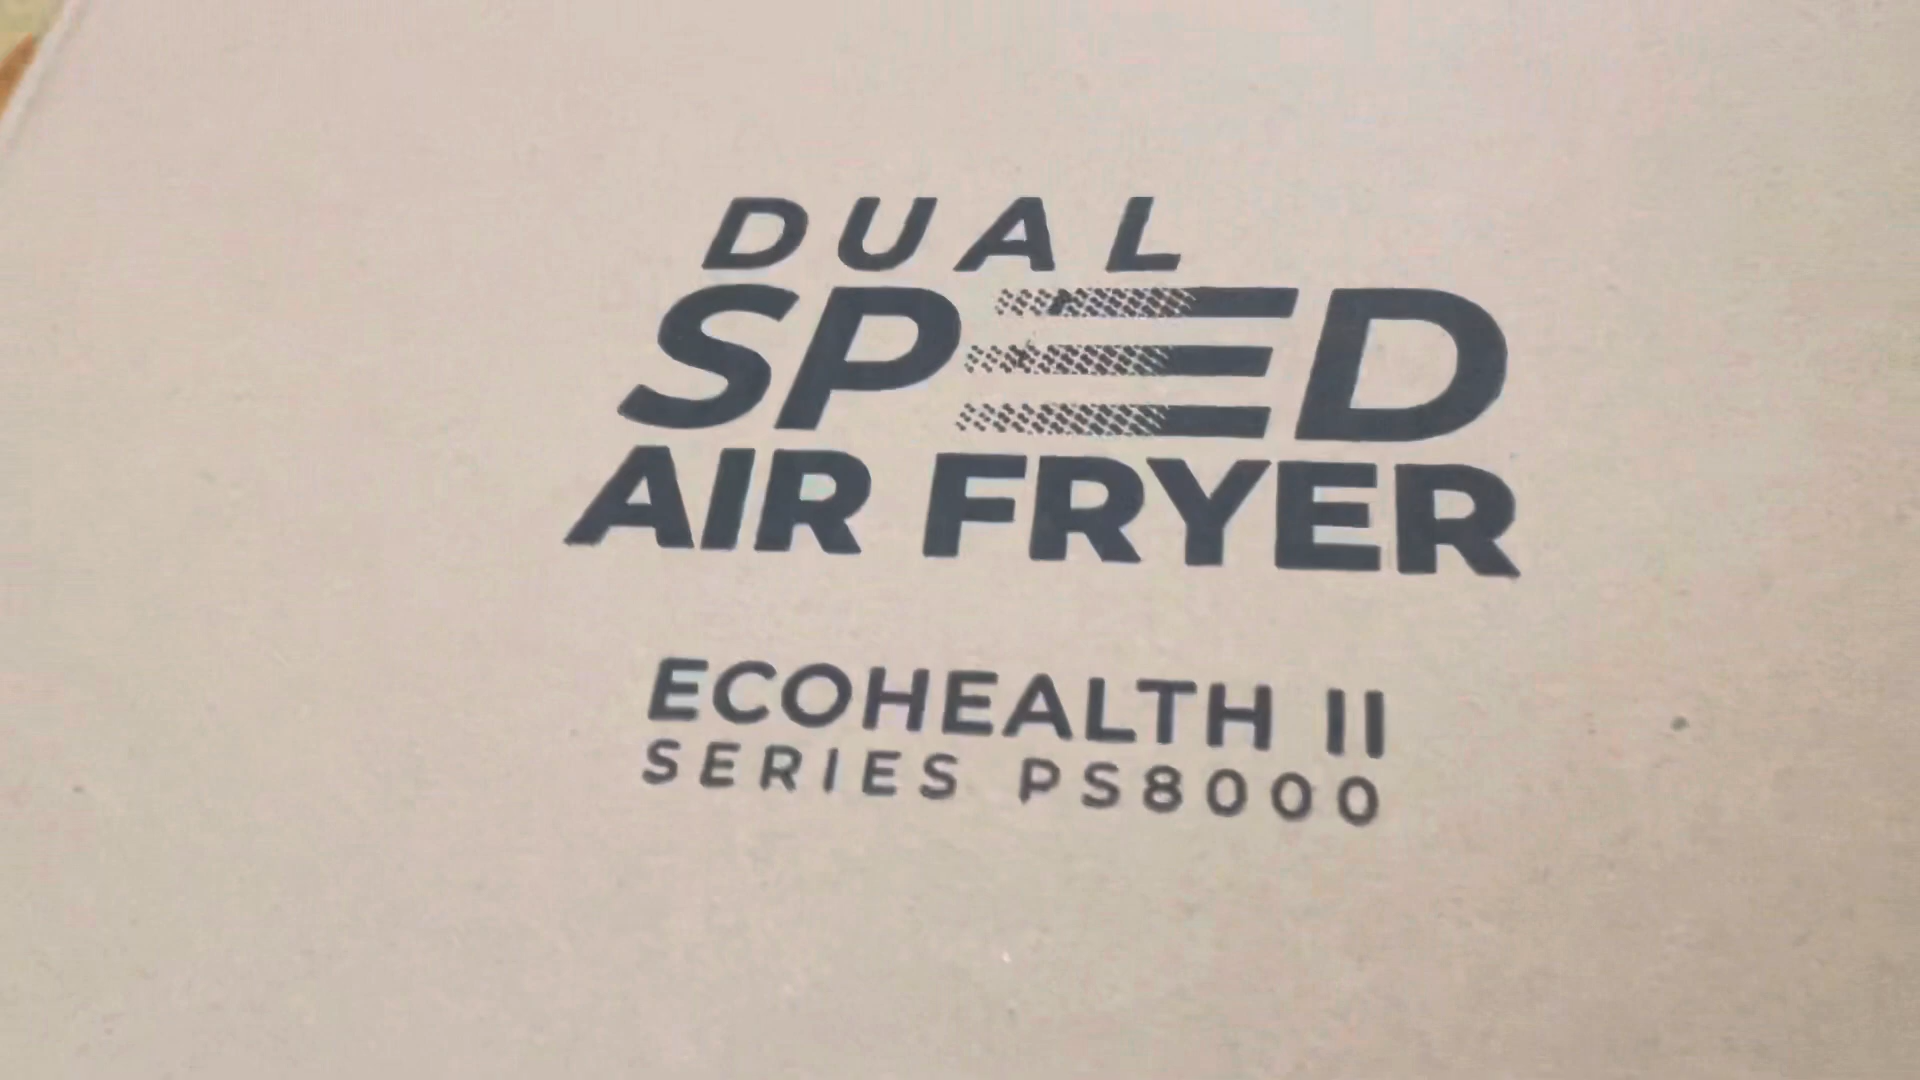 DUAL
SPEED
AIR FRYER
ECOHEALTH II
SERIES PS8000